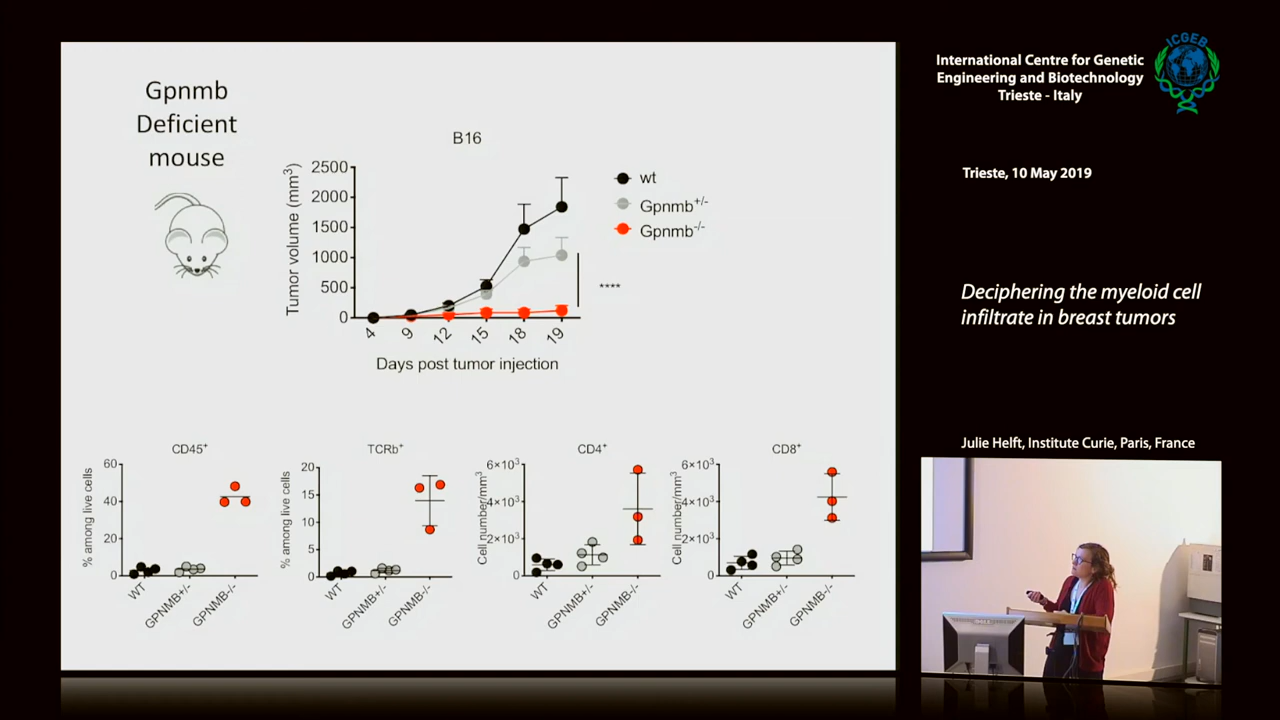 Gpnmb
Deficient
mouse
B16
Tumor volume (mm³)
2500
2000
1500
1000
500
0
4 9 12 15 18 19
Days post tumor injection
wt
Gpnmb+/-
Gpnmb-/-
****
CD45+
% among live cells
60
40
20
0
WT
GPNMB+/-
GPNMB-/-
TCRb+
% among live cells
20
15
10
5
0
WT
GPNMB+/-
GPNMB-/-
CD4+
Cell number/mm³
6×10³
4×10³
2×10³
0
WT
GPNMB+/-
GPNMB-/-
CD8+
Cell number/mm³
6×10³
4×10³
2×10³
0
WT
GPNMB+/-
GPNMB-/-
International Centre for Genetic
Engineering and Biotechnology
Trieste - Italy
ICGEB
Trieste, 10 May 2019
Deciphering the myeloid cell
infiltrate in breast tumors
Julie Helft, Institute Curie, Paris, France
DELL